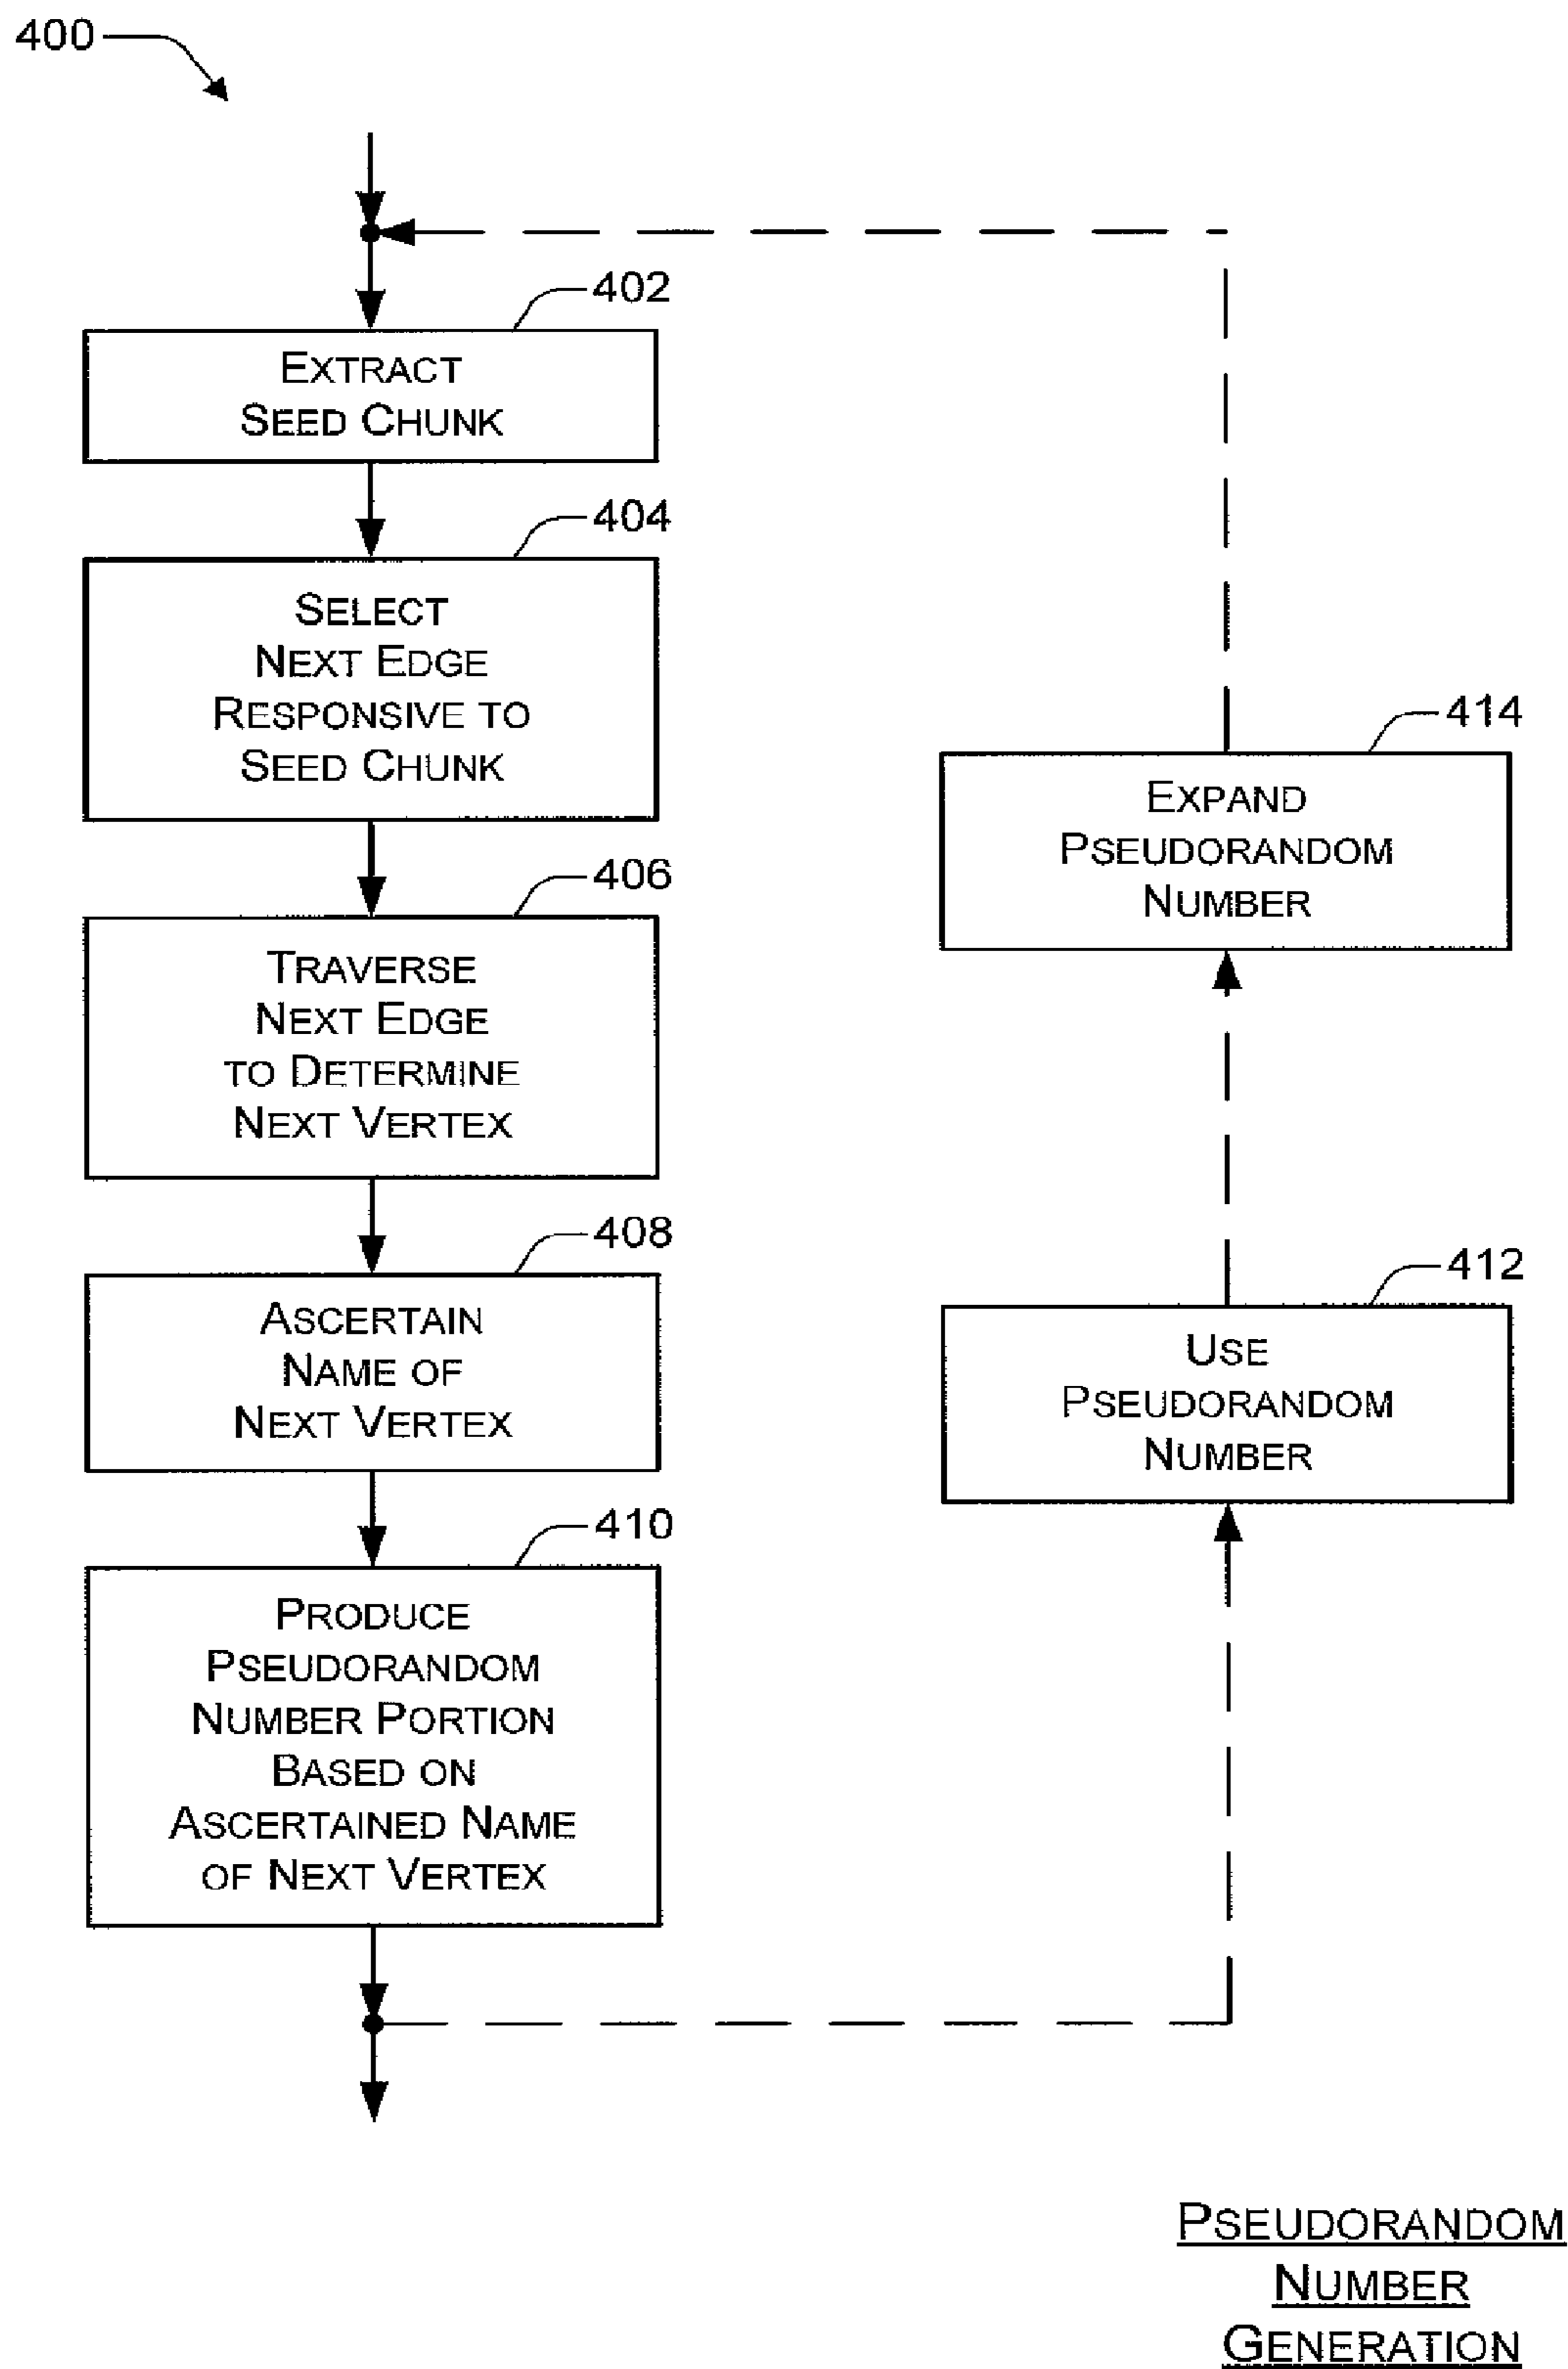 400
402
EXTRACT
SEED CHUNK
404
SELECT
NEXT EDGE
RESPONSIVE TO
SEED CHUNK
406
TRAVERSE
NEXT EDGE
TO DETERMINE
NEXT VERTEX
408
ASCERTAIN
NAME OF
NEXT VERTEX
410
PRODUCE
PSEUDORANDOM
NUMBER PORTION
BASED ON
ASCERTAINED NAME
OF NEXT VERTEX
414
EXPAND
PSEUDORANDOM
NUMBER
412
USE
PSEUDORANDOM
NUMBER
PSEUDORANDOM
NUMBER
GENERATION